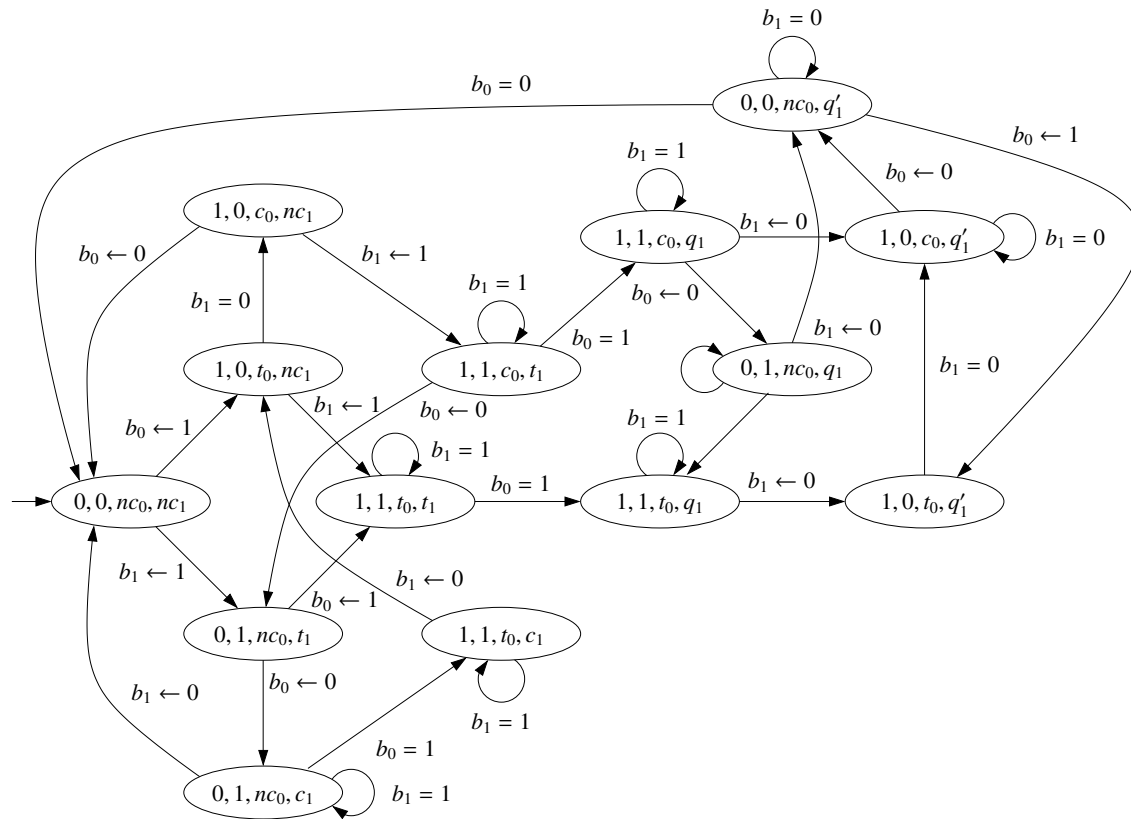 b₁ = 0
b₀ = 0
0, 0, nc₀, q′₁
b₀ ← 1
b₁ = 1
b₀ ← 0
1, 0, c₀, nc₁
1, 1, c₀, q₁
b₁ ← 0
1, 0, c₀, q′₁
b₁ = 0
b₀ ← 0
b₁ ← 1
b₁ = 1
b₀ ← 0
b₁ = 0
b₀ = 1
b₁ ← 0
1, 0, t₀, nc₁
1, 1, c₀, t₁
0, 1, nc₀, q₁
b₁ = 0
b₀ ← 1
b₁ ← 1
b₀ ← 0
b₁ = 1
b₁ = 1
0, 0, nc₀, nc₁
1, 1, t₀, t₁
b₀ = 1
1, 1, t₀, q₁
b₁ ← 0
1, 0, t₀, q′₁
b₁ ← 1
b₀ ← 1
b₁ ← 0
0, 1, nc₀, t₁
1, 1, t₀, c₁
b₁ ← 0
b₀ ← 0
b₁ = 1
b₀ = 1
0, 1, nc₀, c₁
b₁ = 1